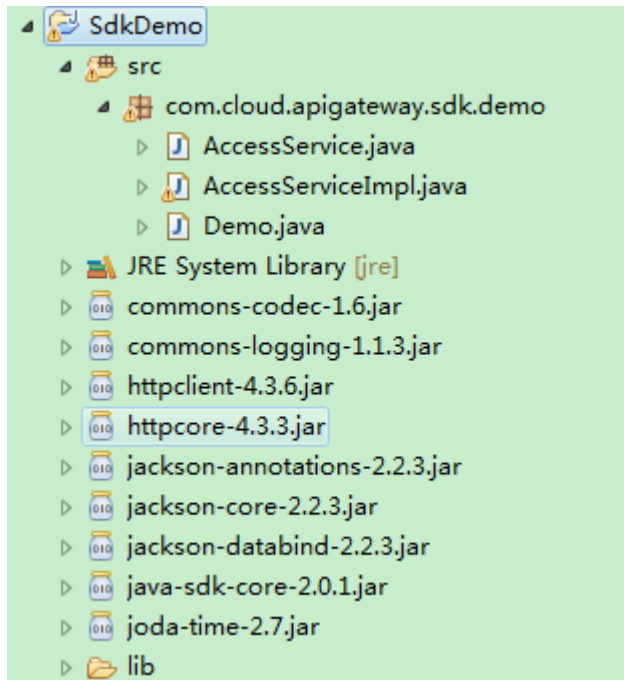 SdkDemo
src
com.cloud.apigateway.sdk.demo
AccessService.java
AccessServiceImpl.java
Demo.java
JRE System Library [jre]
commons-codec-1.6.jar
commons-logging-1.1.3.jar
httpclient-4.3.6.jar
httpcore-4.3.3.jar
jackson-annotations-2.2.3.jar
jackson-core-2.2.3.jar
jackson-databind-2.2.3.jar
java-sdk-core-2.0.1.jar
joda-time-2.7.jar
lib